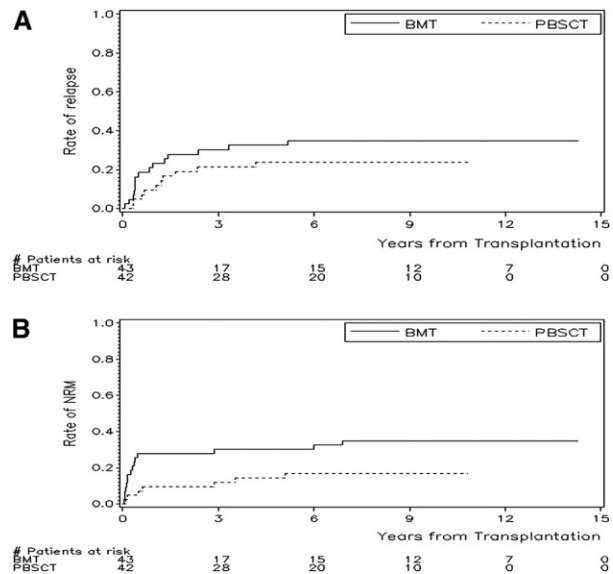 A
1.0
BMT PBSCT
0.8
0.6
0.4
0.2
0.0
Rate of relapse
0 3 6 9 12 15
Years from Transplantation
# Patients at risk
BMT 43 17 15 12 7 0
PBSCT 42 28 20 10 0 0
B
1.0
BMT PBSCT
0.8
0.6
0.4
0.2
0.0
Rate of NRM
0 3 6 9 12 15
Years from Transplantation
# Patients at risk
BMT 43 17 15 12 7 0
PBSCT 42 28 20 10 0 0